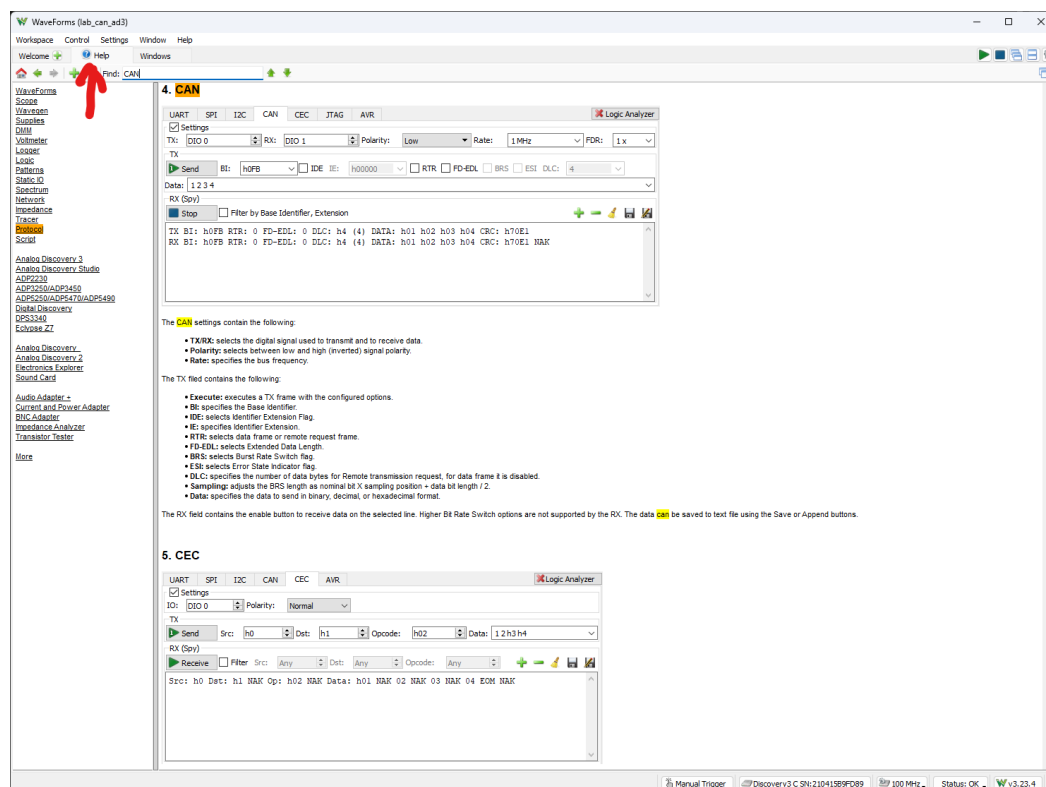 WaveForms (lab_can_ad3)
Workspace Control Settings Window Help
Welcome Help Windows
Find: CAN
WaveForms
Scope
Wavegen
Supplies
DMM
Voltmeter
Logger
Logic
Patterns
Static IO
Spectrum
Network
Impedance
Tracer
Protocol
Script
Analog Discovery 3
Analog Discovery Studio
ADP2230
ADP3250/ADP3450
ADP5250/ADP5470/ADP5490
Digital Discovery
DPS3340
Eclypse Z7
Analog Discovery
Analog Discovery 2
Electronics Explorer
Sound Card
Audio Adapter +
Current and Power Adapter
BNC Adapter
Impedance Analyzer
Transistor Tester
More
4. CAN
UART SPI I2C CAN CEC JTAG AVR Logic Analyzer
Settings
TX: DIO 0 RX: DIO 1 Polarity: Low Rate: 1 MHz FDR: 1 x
TX
Send BI: h0FB IDE IE: h00000 RTR FD-EDL BRS ESI DLC: 4
Data: 1 2 3 4
RX (Spy)
Stop Filter by Base Identifier, Extension
TX BI: h0FB RTR: 0 FD-EDL: 0 DLC: h4 (4) DATA: h01 h02 h03 h04 CRC: h70E1
RX BI: h0FB RTR: 0 FD-EDL: 0 DLC: h4 (4) DATA: h01 h02 h03 h04 CRC: h70E1 NAK
The CAN settings contain the following:
• TX/RX: selects the digital signal used to transmit and to receive data.
• Polarity: selects between low and high (inverted) signal polarity.
• Rate: specifies the bus frequency.
The TX filed contains the following:
• Execute: executes a TX frame with the configured options.
• BI: specifies the Base Identifier.
• IDE: selects Identifier Extension Flag.
• IE: specifies Identifier Extension.
• RTR: selects data frame or remote request frame.
• FD-EDL: selects Extended Data Length.
• BRS: selects Burst Rate Switch flag.
• ESI: selects Error State Indicator flag.
• DLC: specifies the number of data bytes for Remote transmission request, for data frame it is disabled.
• Sampling: adjusts the BRS length as nominal bit X sampling position + data bit length / 2.
• Data: specifies the data to send in binary, decimal, or hexadecimal format.
The RX field contains the enable button to receive data on the selected line. Higher Bit Rate Switch options are not supported by the RX. The data can be saved to text file using the Save or Append buttons.
5. CEC
UART SPI I2C CAN CEC AVR Logic Analyzer
Settings
IO: DIO 0 Polarity: Normal
TX
Send Src: h0 Dst: h1 Opcode: h02 Data: 1 2 h3 h4
RX (Spy)
Receive Filter Src: Any Dst: Any Opcode: Any
Src: h0 Dst: h1 NAK Op: h02 NAK Data: h01 NAK 02 NAK 03 NAK 04 EOM NAK
Manual Trigger Discovery3 C SN:210415B9FD89 100 MHz Status: OK v3.23.4